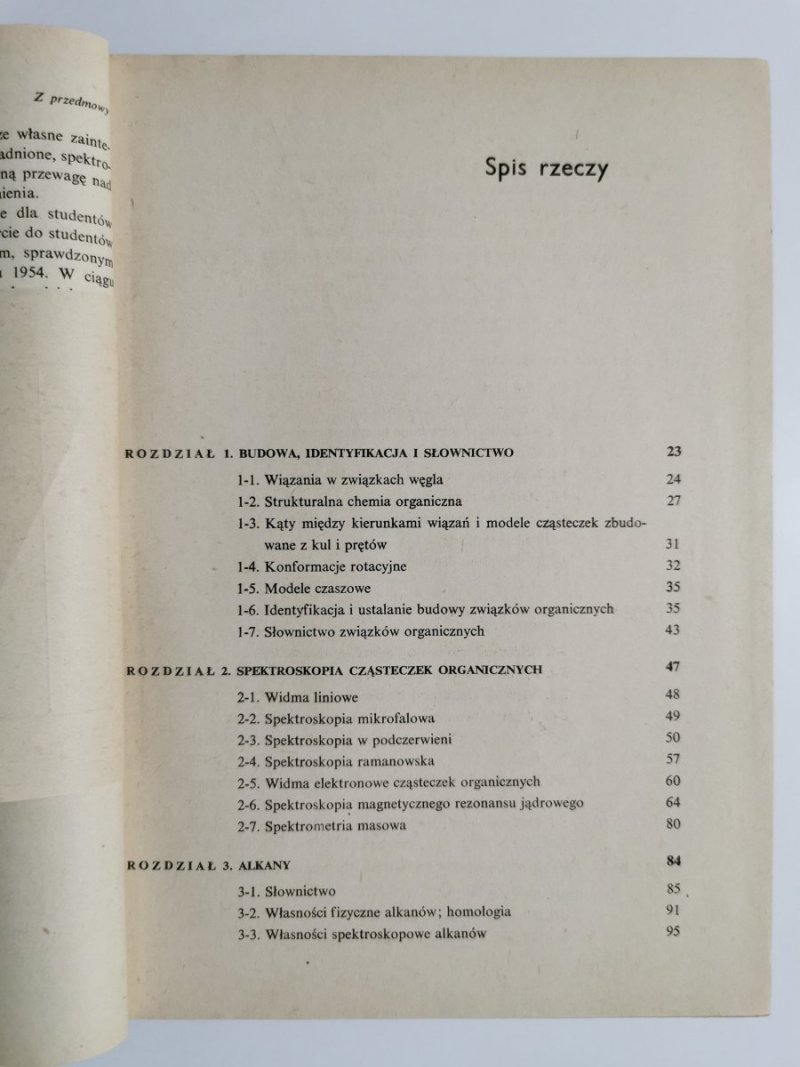 Z przedmowy
własne zainte-
adnione, spektro-
ną przewagę nad
ienia.
e dla studentów
cie do studentów
m, sprawdzonym
1954. W ciągu
Spis rzeczy
ROZDZIAŁ 1. BUDOWA, IDENTYFIKACJA I SŁOWNICTWO 23
1-1. Wiązania w związkach węgla 24
1-2. Strukturalna chemia organiczna 27
1-3. Kąty między kierunkami wiązań i modele cząsteczek zbudo-
wane z kul i prętów 31
1-4. Konformacje rotacyjne 32
1-5. Modele czaszowe 35
1-6. Identyfikacja i ustalanie budowy związków organicznych 35
1-7. Słownictwo związków organicznych 43
ROZDZIAŁ 2. SPEKTROSKOPIA CZĄSTECZEK ORGANICZNYCH 47
2-1. Widma liniowe 48
2-2. Spektroskopia mikrofalowa 49
2-3. Spektroskopia w podczerwieni 50
2-4. Spektroskopia ramanowska 57
2-5. Widma elektronowe cząsteczek organicznych 60
2-6. Spektroskopia magnetycznego rezonansu jądrowego 64
2-7. Spektrometria masowa 80
ROZDZIAŁ 3. ALKANY 84
3-1. Słownictwo 85
3-2. Własności fizyczne alkanów; homologia 91
3-3. Własności spektroskopowe alkanów 95